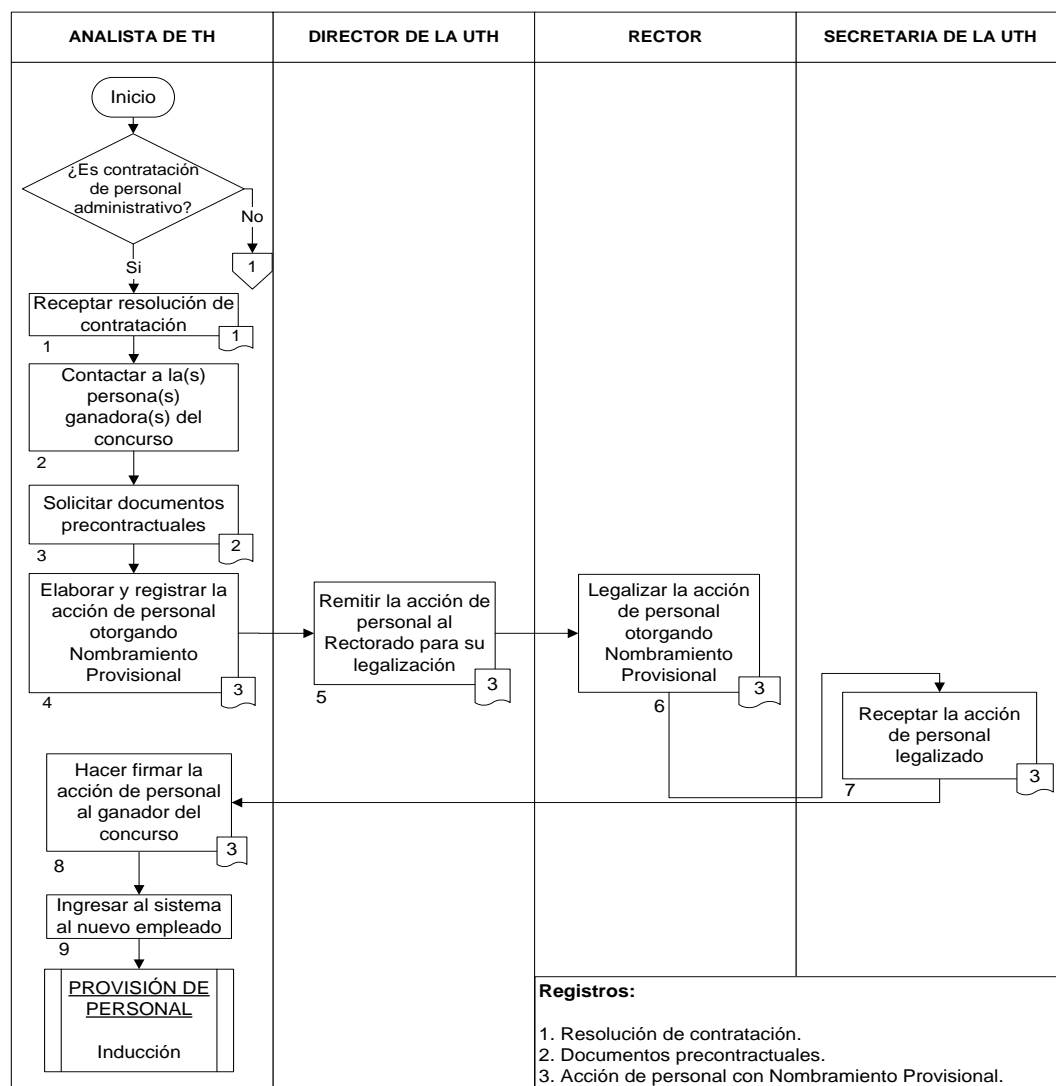 ANALISTA DE TH
DIRECTOR DE LA UTH
RECTOR
SECRETARIA DE LA UTH
Inicio
¿Es contratación
de personal
administrativo?
No
1
Si
Receptar resolución de
contratación
1
1
Contactar a la(s)
persona(s)
ganadora(s) del
concurso
2
Solicitar documentos
precontractuales
2
3
Elaborar y registrar la
acción de personal
otorgando
Nombramiento
Provisional
3
4
Remitir la acción de
personal al
Rectorado para su
legalización
3
5
Legalizar la acción
de personal
otorgando
Nombramiento
Provisional
3
6
Receptar la acción
de personal
legalizado
3
7
Hacer firmar la
acción de personal
al ganador del
concurso
3
8
Ingresar al sistema
al nuevo empleado
9
PROVISIÓN DE
PERSONAL
Inducción
Registros:
1. Resolución de contratación.
2. Documentos precontractuales.
3. Acción de personal con Nombramiento Provisional.